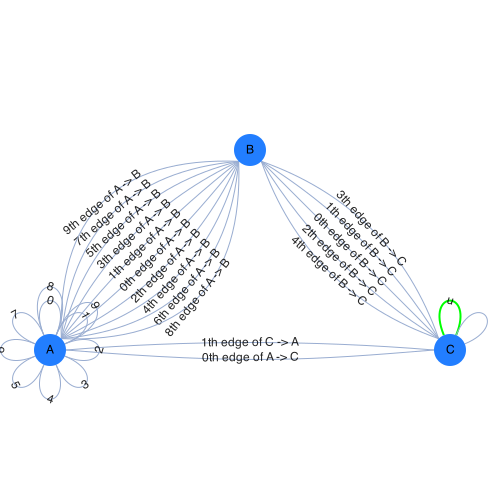 B
9th edge of A -> B
7th edge of A -> B
5th edge of A -> B
3th edge of A -> B
1th edge of A -> B
0th edge of A -> B
2th edge of A -> B
4th edge of A -> B
6th edge of A -> B
8th edge of A -> B
3th edge of B -> C
1th edge of B -> C
0th edge of B -> C
2th edge of B -> C
4th edge of B -> C
8
0
9
1
7
2
A
3
5
4
1th edge of C -> A
0th edge of A -> C
C